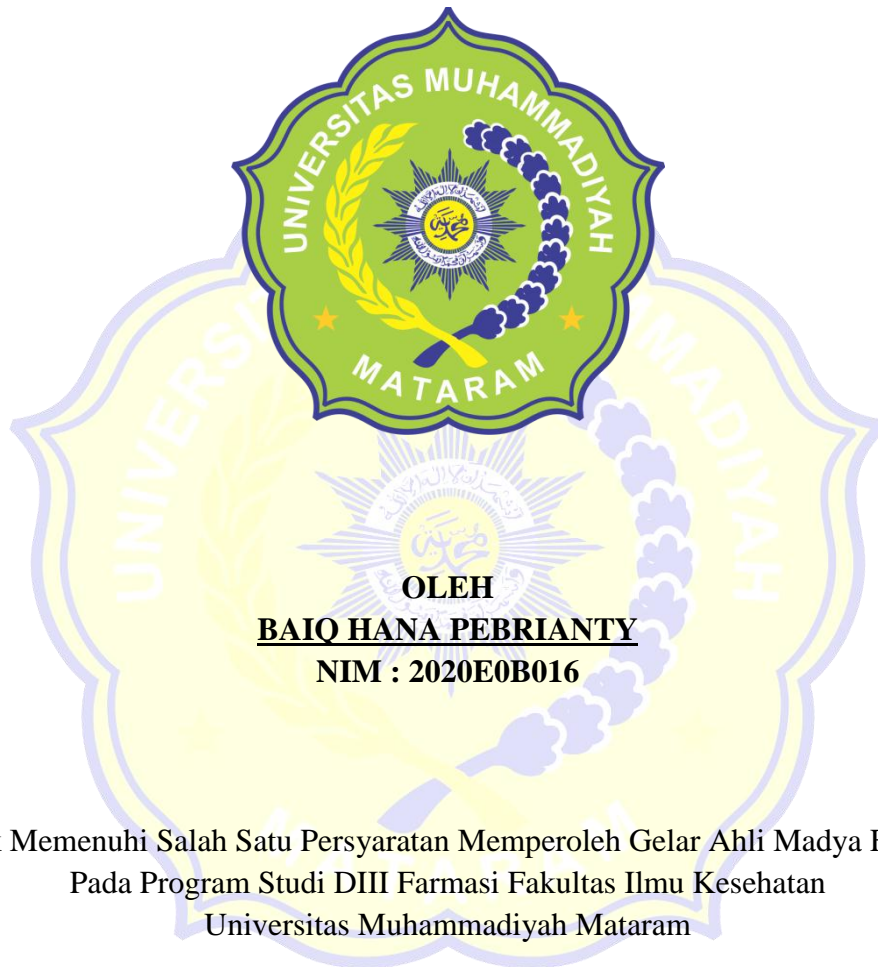 UNIVERSITAS MUHAMMADIYAH
MATARAM
OLEH
BAIQ HANA PEBRIANTY
NIM : 2020E0B016
Memenuhi Salah Satu Persyaratan Memperoleh Gelar Ahli Madya
Pada Program Studi DIII Farmasi Fakultas Ilmu Kesehatan
Universitas Muhammadiyah Mataram